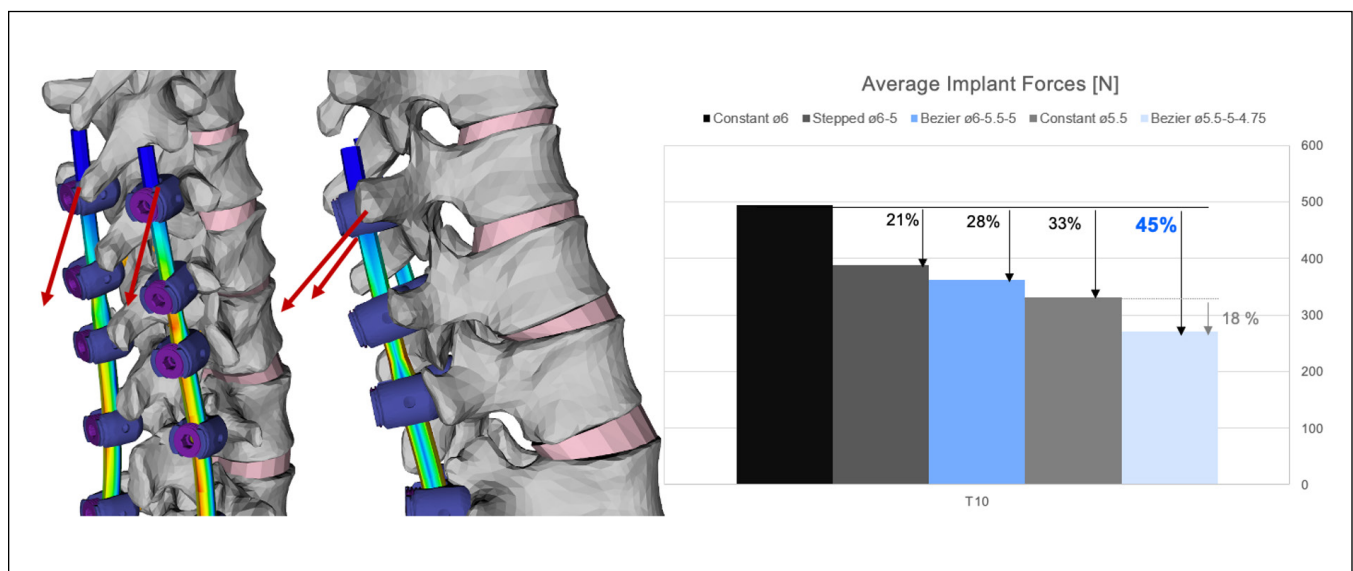 Average Implant Forces [N]
Constant ø6 Stepped ø6-5 Bezier ø6-5.5-5 Constant ø5.5 Bezier ø5.5-5-4.75
600
500
21% 28% 33% 45%
400
300
18 %
200
100
0
T10